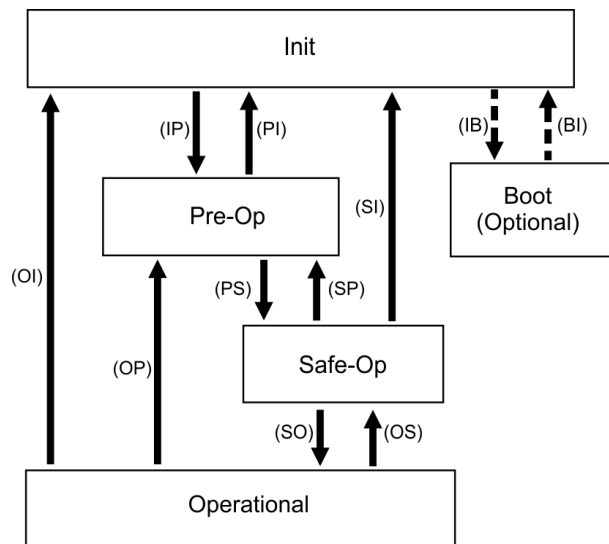 Init
(IP)
(PI)
(IB)
(BI)
Pre-Op
(SI)
Boot
(Optional)
(OI)
(PS)
(SP)
(OP)
Safe-Op
(SO)
(OS)
Operational